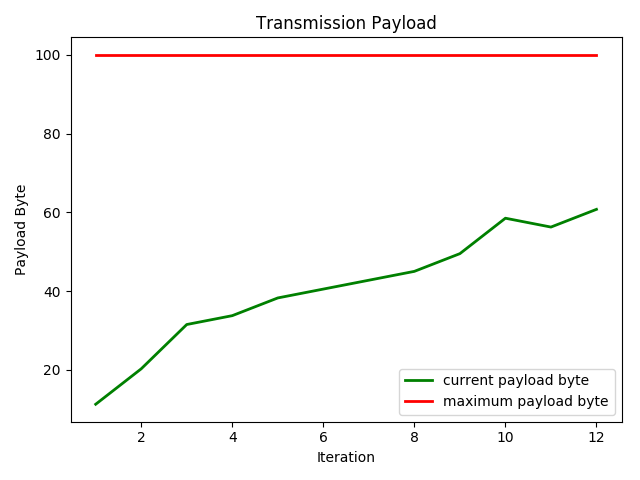 Transmission Payload
100
80
60
40
20
Payload Byte
2 4 6 8 10 12
Iteration
current payload byte
maximum payload byte